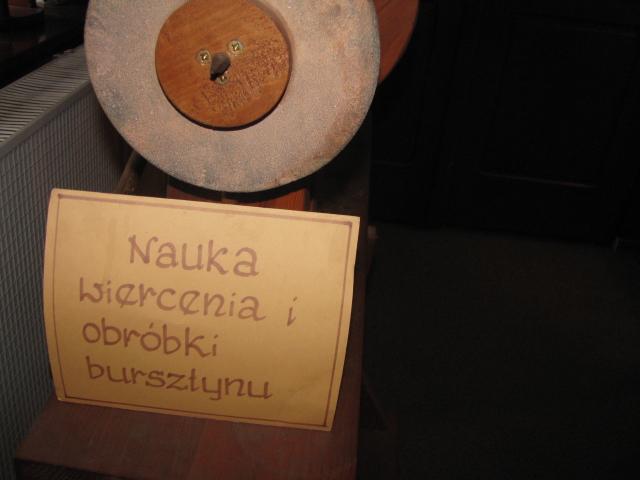 Nauka
wiercenia i
obróbki
bursztynu